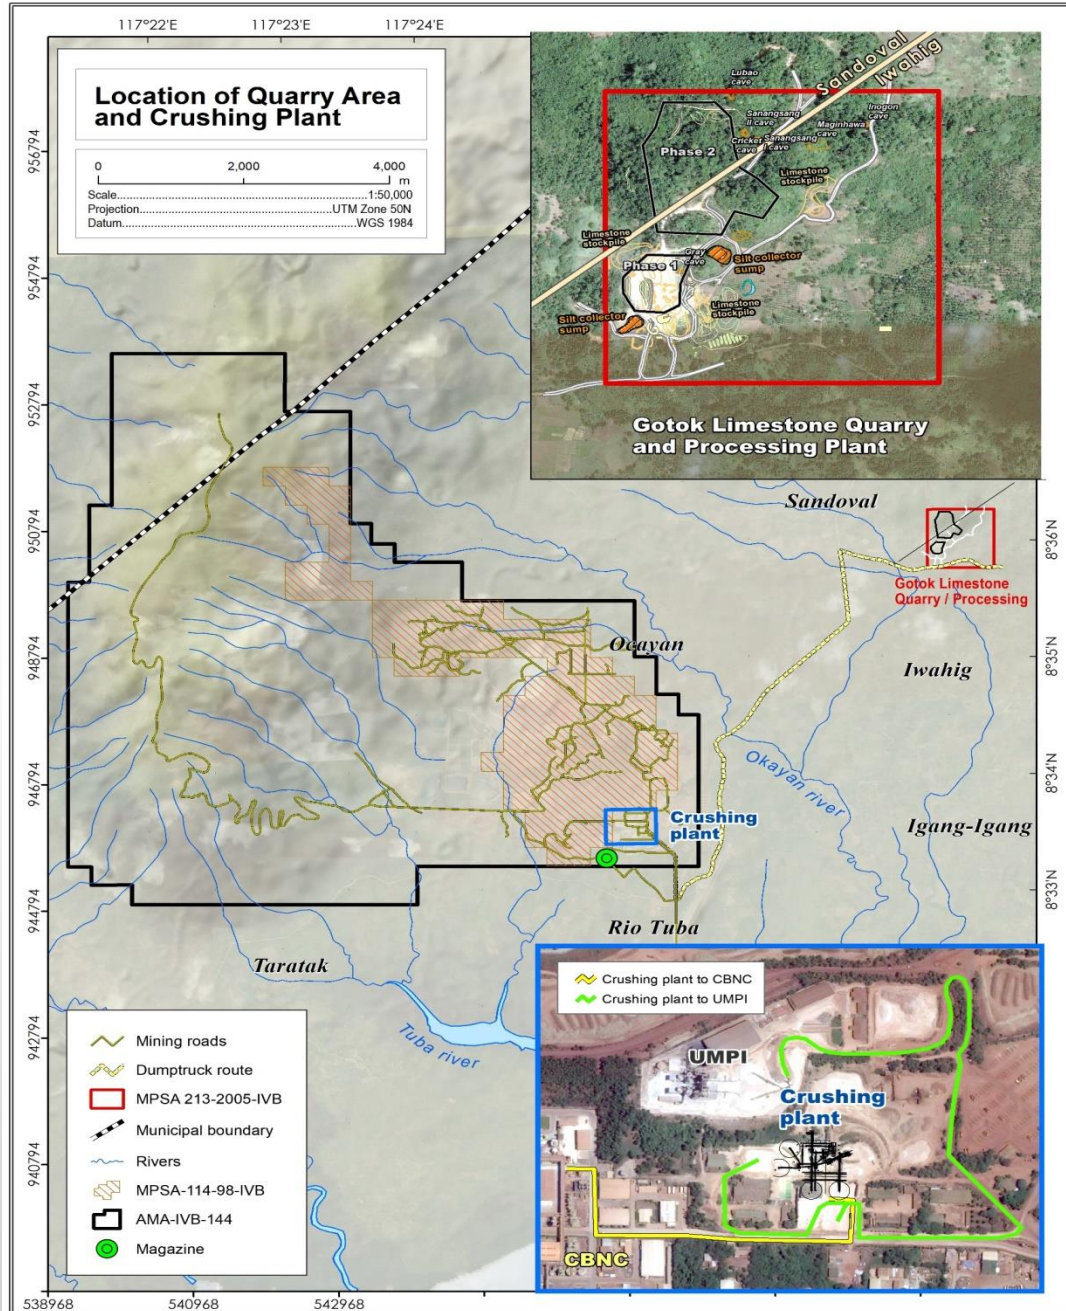 117°22'E
117°23'E
117°24'E
Location of Quarry Area
and Crushing Plant
0
2,000
4,000
m
Scale...................................................1:50,000
Projection.................................UTM Zone 50N
Datum..............................................WGS 1984
956794
954794
952794
950794
948794
946794
944794
942794
940794
8°36'N
8°35'N
8°34'N
8°33'N
Sandoval
Iwahig
Lubao
cave
Sanangsang
II cave
Inogon
cave
Maginhawa
cave
Cricket
cave
Sanangsang
I cave
Phase 2
Limestone
stockpile
Limestone
stockpile
Gray
cave
Phase 1
Silt collector
sump
Limestone
stockpile
Silt collector
sump
Gotok Limestone Quarry
and Processing Plant
Sandoval
Gotok Limestone
Quarry / Processing
Ocayan
Iwahig
Okayan river
Crushing
plant
Igang-Igang
Rio Tuba
Taratak
Tuba river
Mining roads
Dumptruck route
MPSA 213-2005-IVB
Municipal boundary
Rivers
MPSA-114-98-IVB
AMA-IVB-144
Magazine
Crushing plant to CBNC
Crushing plant to UMPI
UMPI
Crushing
plant
CBNC
538968
540968
542968